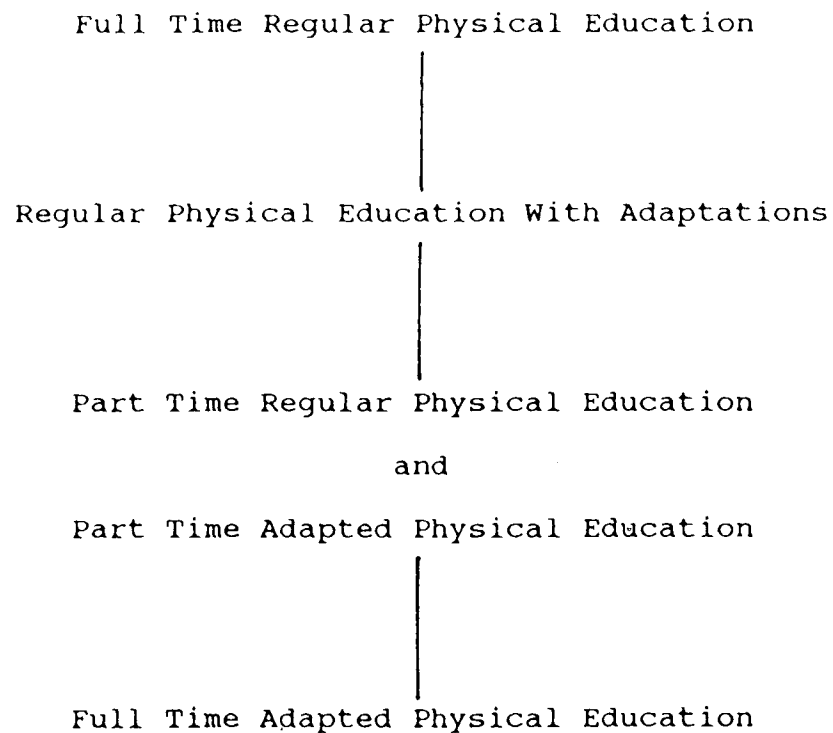 Full Time Regular Physical Education
Regular Physical Education With Adaptations
Part Time Regular Physical Education
and
Part Time Adapted Physical Education
Full Time Adapted Physical Education